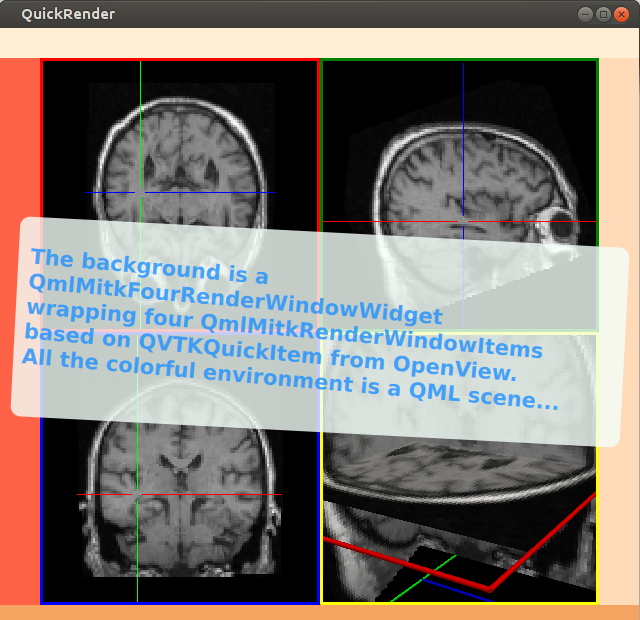 QuickRender
The background is a
QmlMitkFourRenderWindowWidget
wrapping four QmlMitkRenderWindowItems
based on QVTKQuickItem from OpenView.
All the colorful environment is a QML scene...